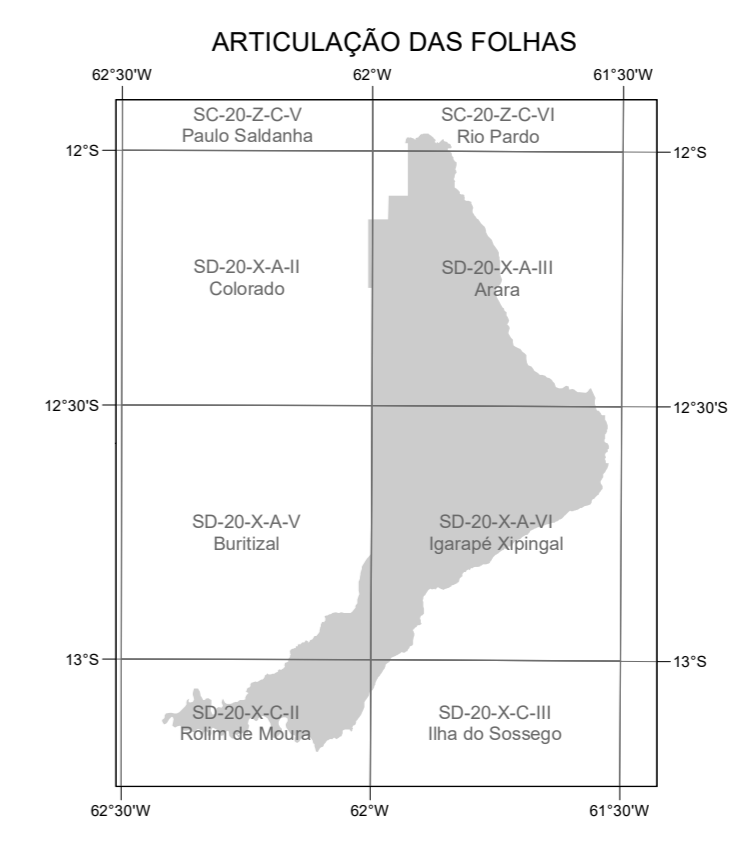 ARTICULAÇÃO DAS FOLHAS
62°30'W 62°W 61°30'W
SC-20-Z-C-V
Paulo Saldanha
SC-20-Z-C-VI
Rio Pardo
12°S 12°S
SD-20-X-A-II
Colorado
SD-20-X-A-III
Arara
12°30'S 12°30'S
SD-20-X-A-V
Buritizal
SD-20-X-A-VI
Igarapé Xipingal
13°S 13°S
SD-20-X-C-II
Rolim de Moura
SD-20-X-C-III
Ilha do Sossego
62°30'W 62°W 61°30'W